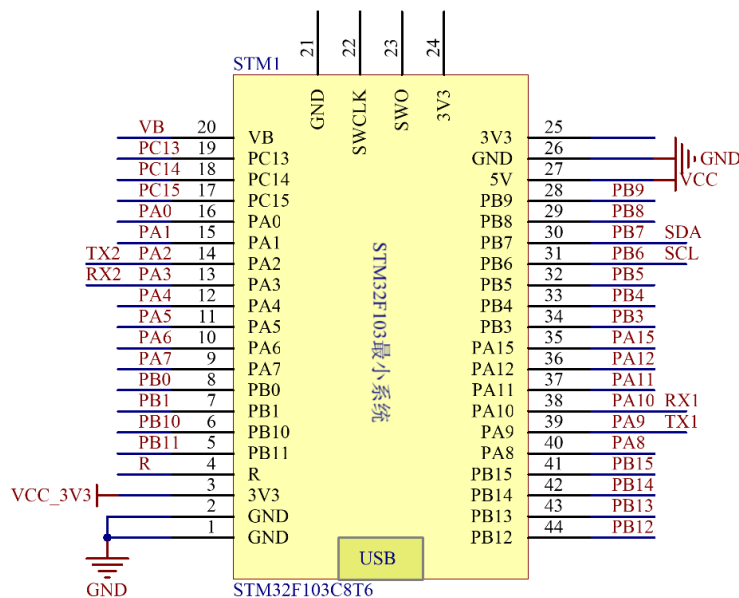 21 22 23 24
STM1
GND SWCLK SWO 3V3
VB 20 VB 3V3 25
PC13 19 PC13 GND 26 GND
PC14 18 PC14 5V 27 VCC
PC15 17 PC15 PB9 28 PB9
PA0 16 PA0 PB8 29 PB8
PA1 15 PA1 PB7 30 PB7 SDA
TX2 PA2 14 PA2 PB6 31 PB6 SCL
RX2 PA3 13 PA3 PB5 32 PB5
PA4 12 PA4 PB4 33 PB4
PA5 11 PA5 PB3 34 PB3
PA6 10 PA6 PA15 35 PA15
PA7 9 PA7 PA12 36 PA12
PB0 8 PB0 PA11 37 PA11
PB1 7 PB1 PA10 38 PA10 RX1
PB10 6 PB10 PA9 39 PA9 TX1
PB11 5 PB11 PA8 40 PA8
R 4 R PB15 41 PB15
VCC_3V3 3 3V3 PB14 42 PB14
2 GND PB13 43 PB13
1 GND PB12 44 PB12
STM32F103最小系统
USB
GND
STM32F103C8T6